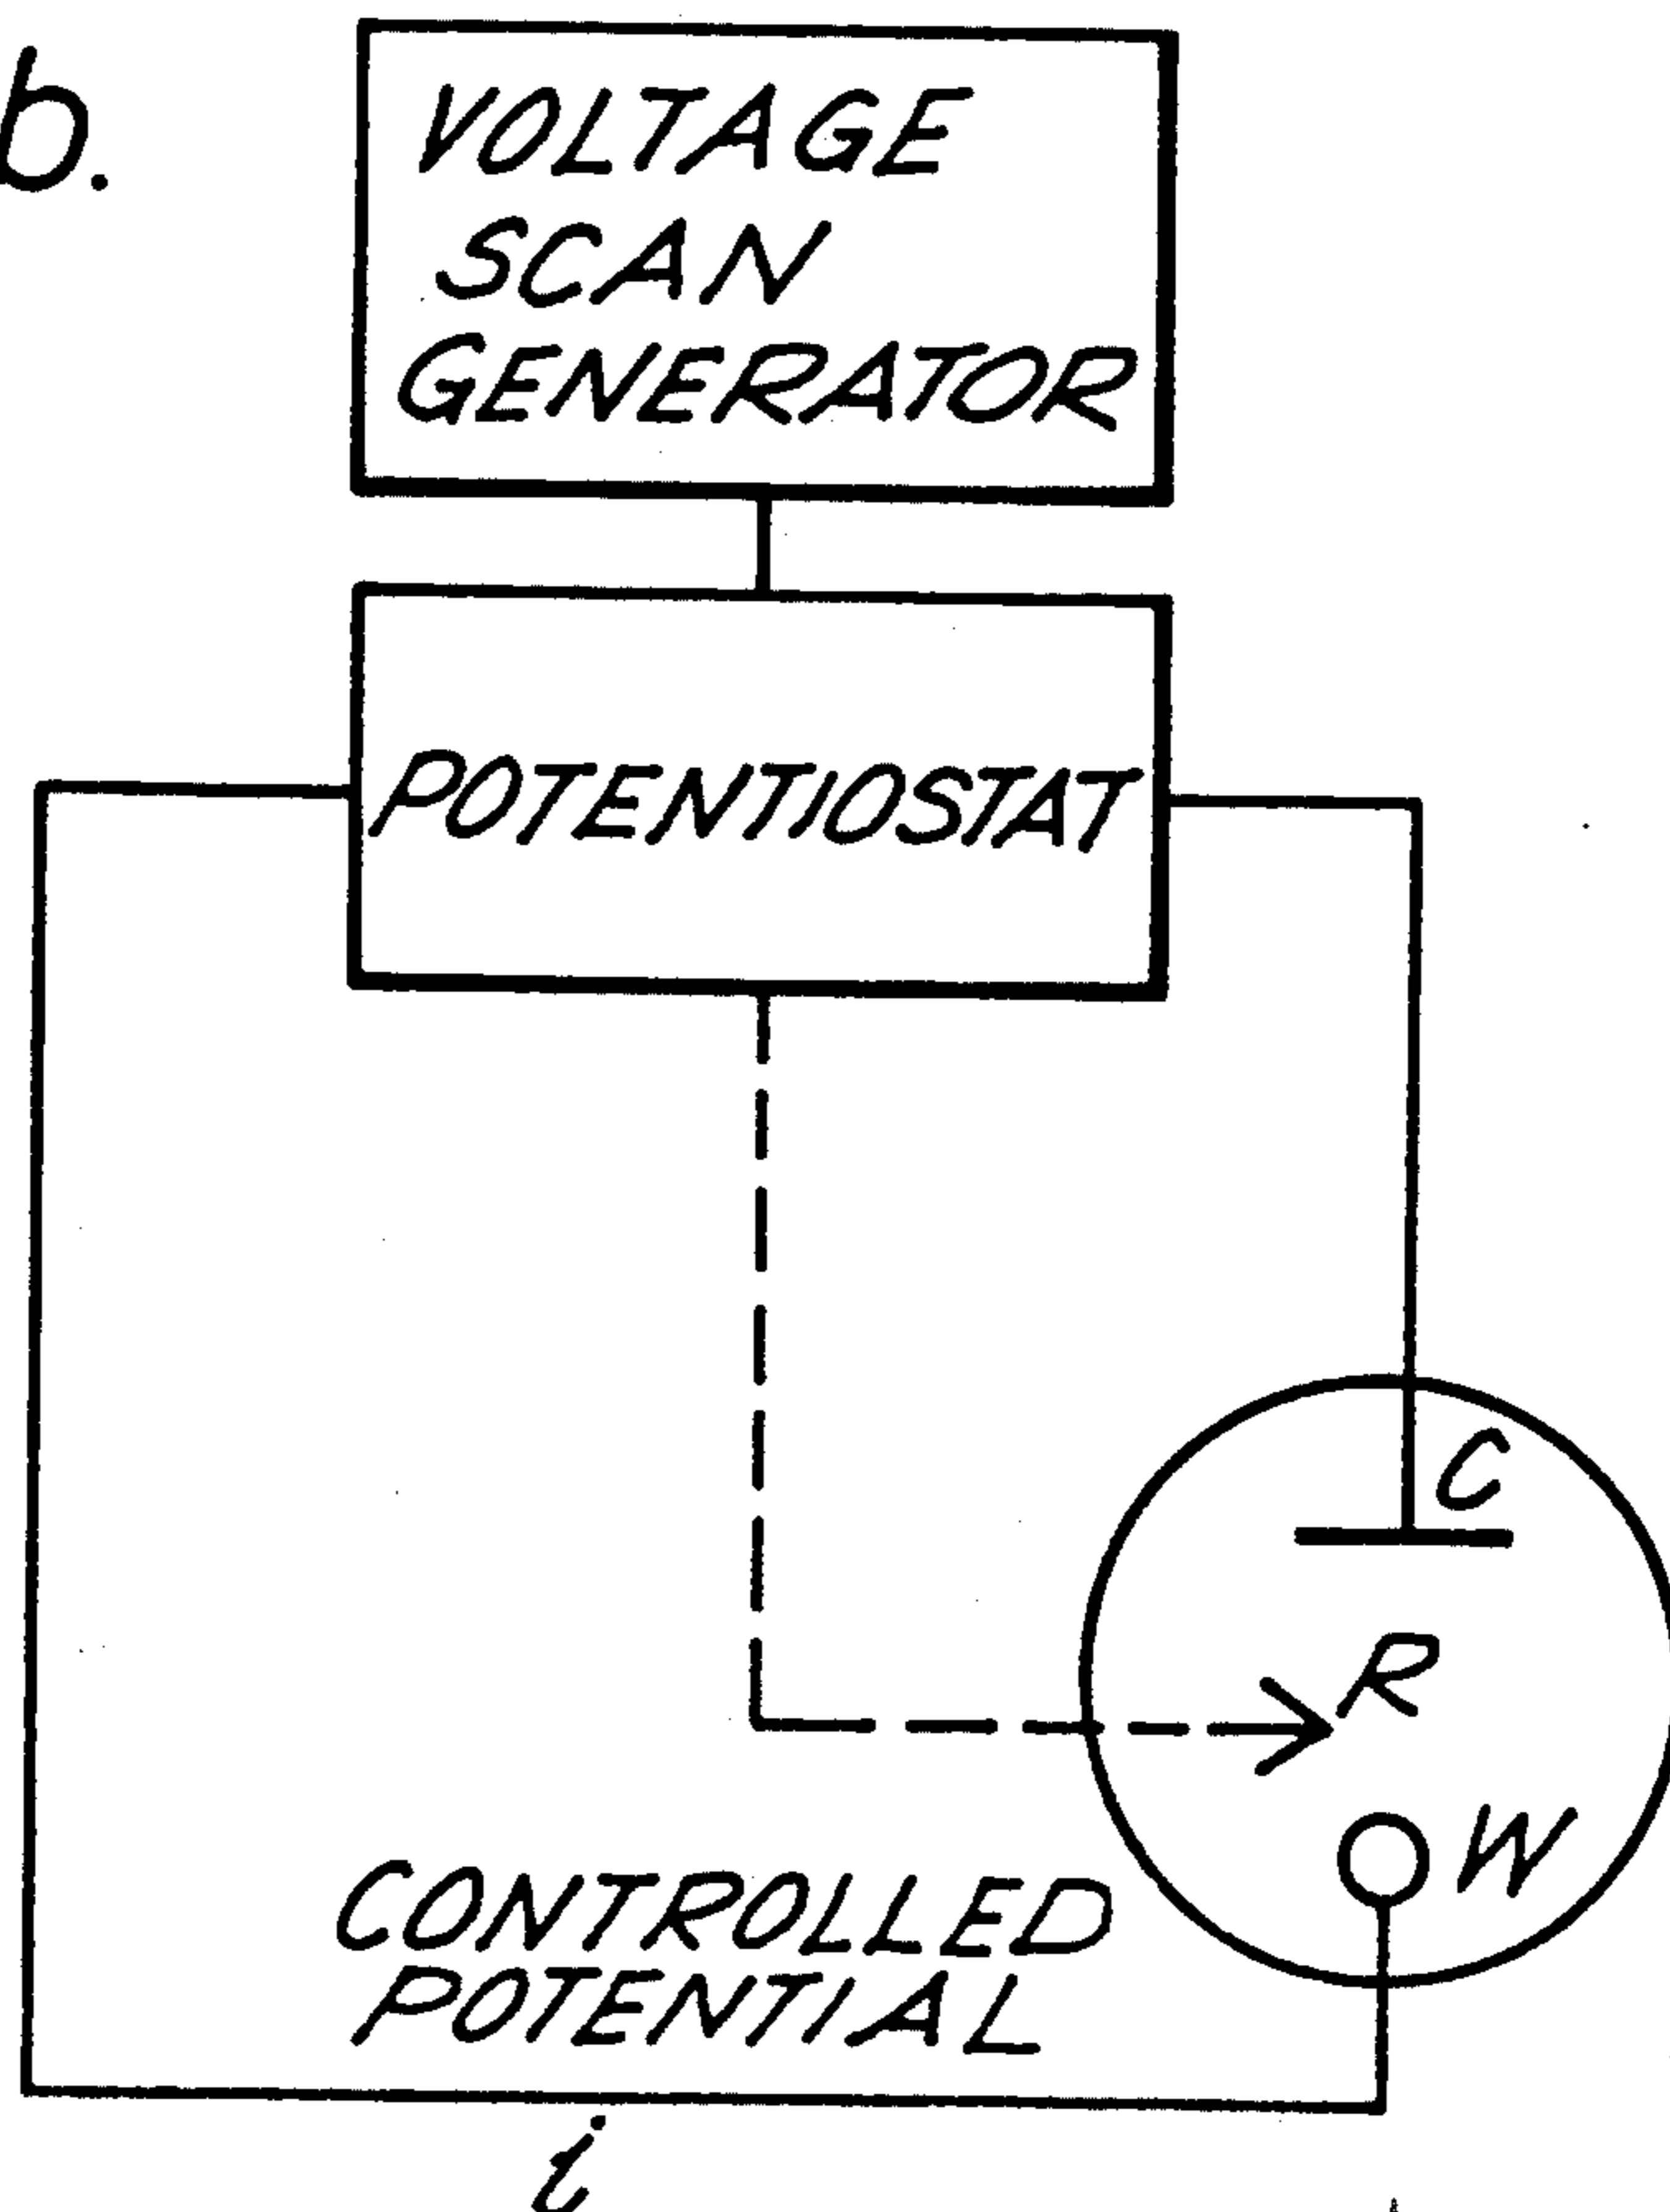 b.
VOLTAGE
SCAN
GENERATOR
POTENTIOSTAT
C
R
W
CONTROLLED
POTENTIAL
i